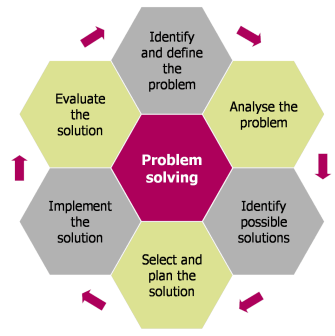 Identify
and define
the
problem
Analyse the
problem
Identify
possible
solutions
Select and
plan the
solution
Implement
the
solution
Evaluate
the
solution
Problem
solving